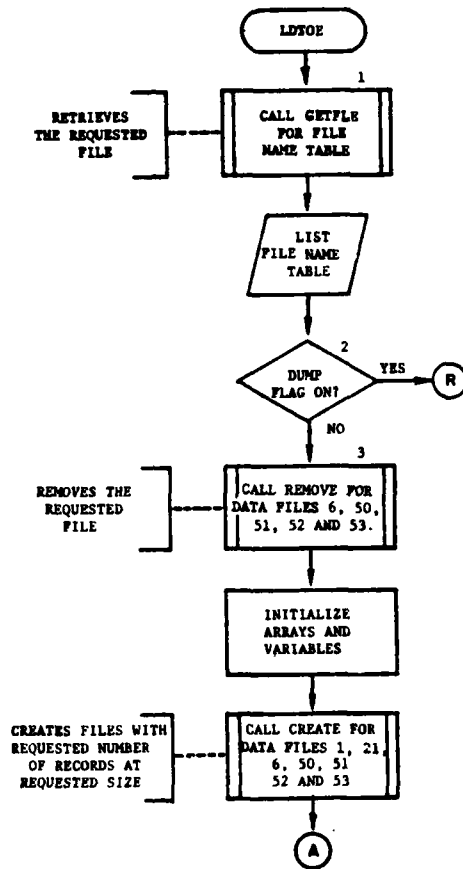 LDTOE
1
RETRIEVES
THE REQUESTED
FILE
CALL GETFLE
FOR FILE
NAME TABLE
LIST
FILE NAME
TABLE
2
DUMP
FLAG ON?
YES
R
NO
3
REMOVES THE
REQUESTED
FILE
CALL REMOVE FOR
DATA FILES 6, 50,
51, 52 AND 53.
INITIALIZE
ARRAYS AND
VARIABLES
CREATES FILES WITH
REQUESTED NUMBER
OF RECORDS AT
REQUESTED SIZE
CALL CREATE FOR
DATA FILES 1, 21,
6, 50, 51
52 AND 53
A